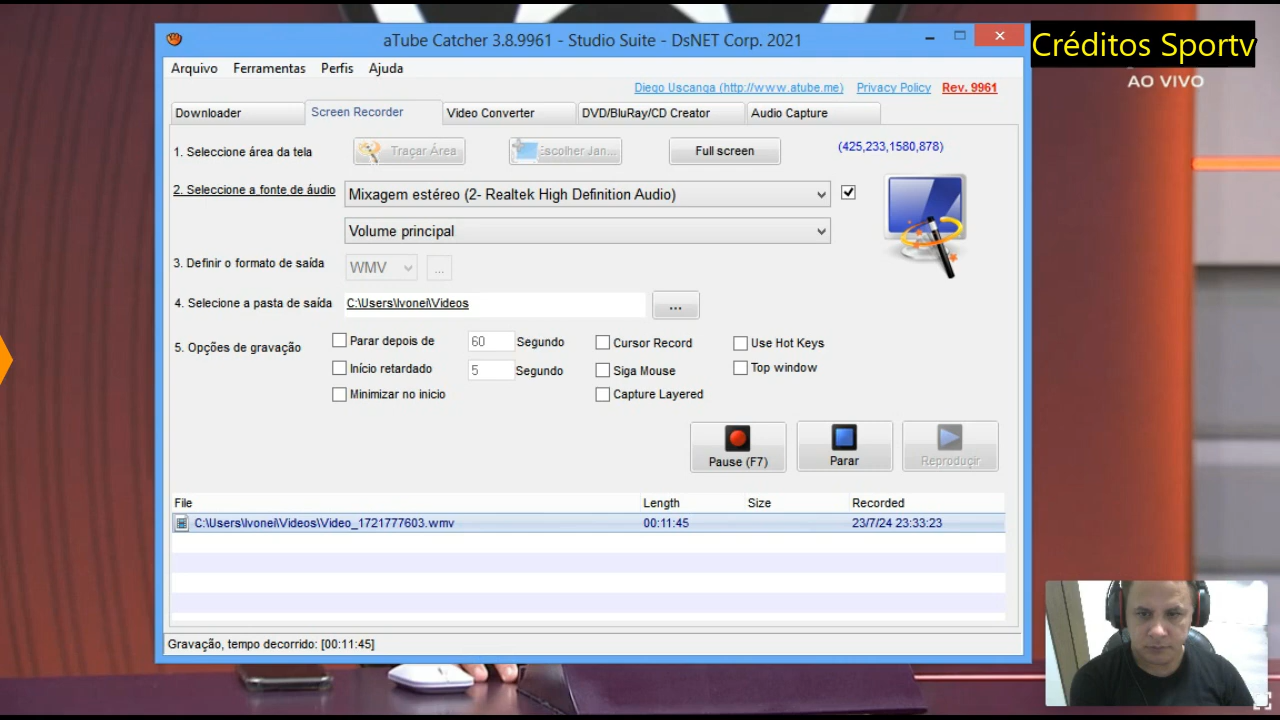 aTube Catcher 3.8.9961 - Studio Suite - DsNET Corp. 2021
Créditos Sportv
AO VIVO
Arquivo Ferramentas Perfis Ajuda
Diego Uscanga (http://www.atube.me) Privacy Policy Rev. 9961
Downloader Screen Recorder Video Converter DVD/BluRay/CD Creator Audio Capture
1. Seleccione área da tela Traçar Área Escolher Jan... Full screen (425,233,1580,878)
2. Seleccione a fonte de áudio Mixagem estéreo (2- Realtek High Definition Audio)
Volume principal
3. Definir o formato de saída WMV ...
4. Selecione a pasta de saída C:\Users\Ivonei\Videos ...
5. Opções de gravação
Parar depois de 60 Segundo Cursor Record Use Hot Keys
Início retardado 5 Segundo Siga Mouse Top window
Minimizar no inicio Capture Layered
Pause (F7) Parar Reproduçir
File Length Size Recorded
C:\Users\Ivonei\Videos\Video_1721777603.wmv 00:11:45 23/7/24 23:33:23
Gravação, tempo decorrido: [00:11:45]